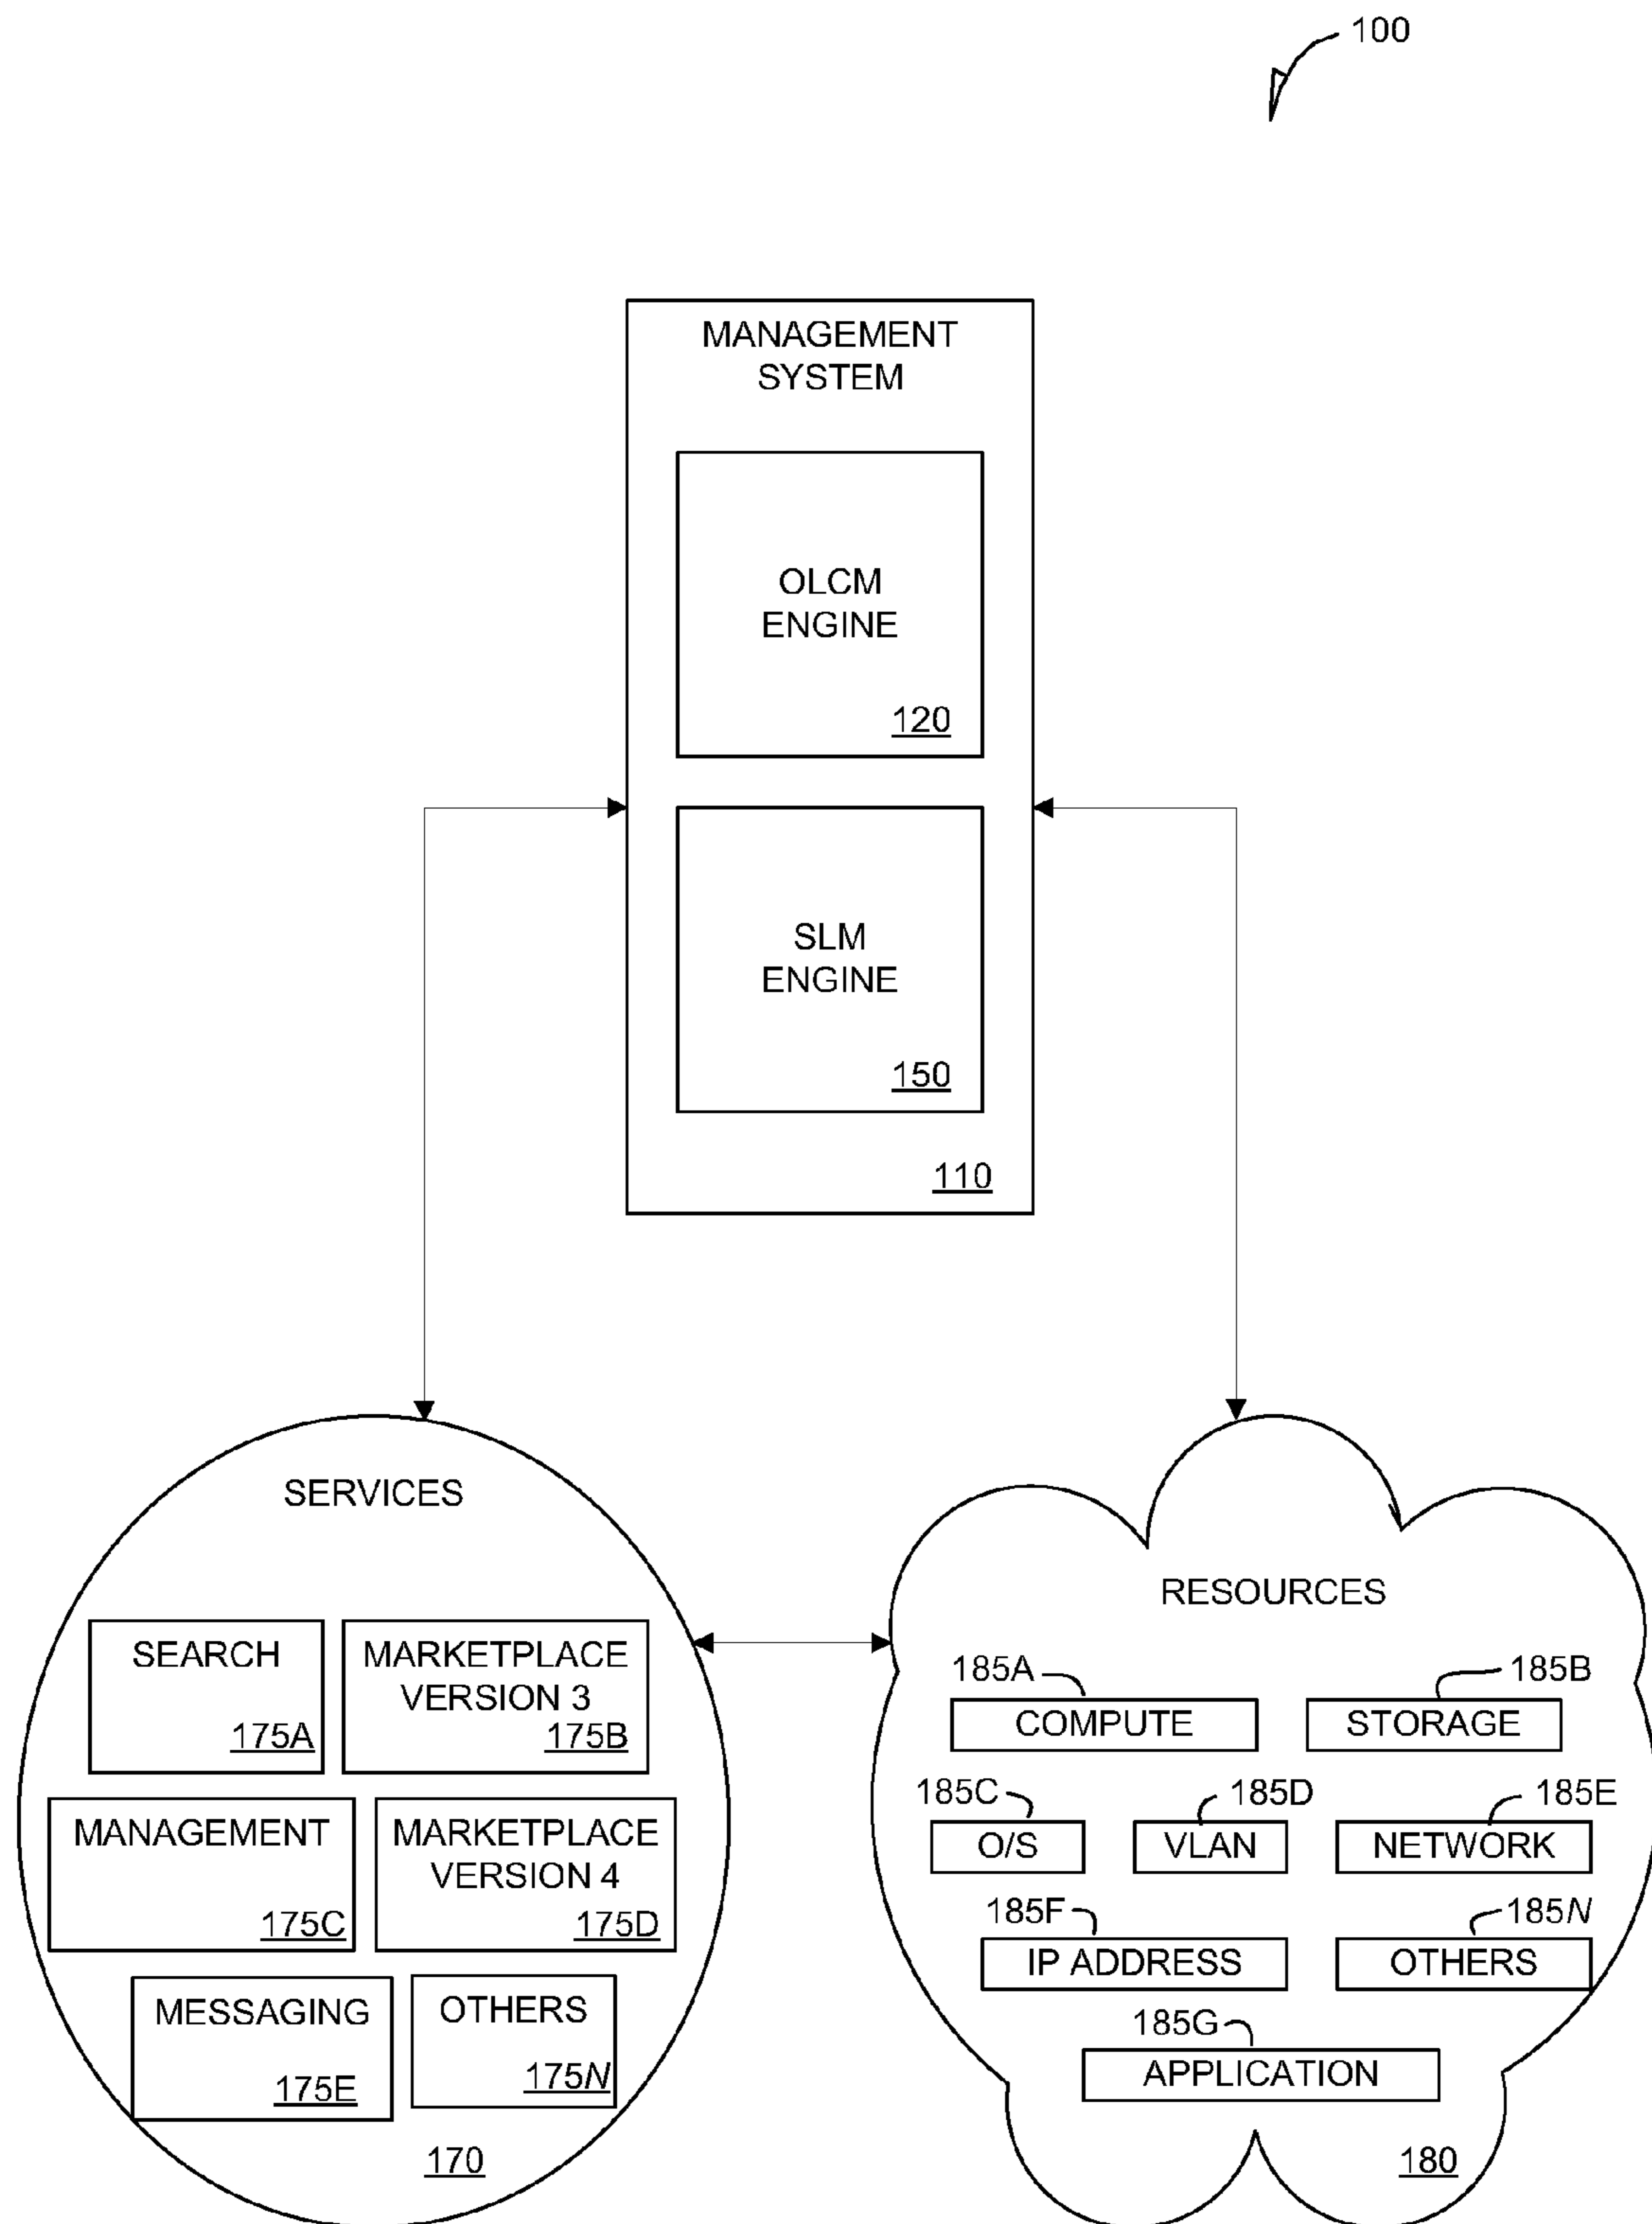 100
MANAGEMENT
SYSTEM
OLCM
ENGINE
120
SLM
ENGINE
150
110
SERVICES
SEARCH
175A
MARKETPLACE
VERSION 3
175B
MANAGEMENT
175C
MARKETPLACE
VERSION 4
175D
MESSAGING
175E
OTHERS
175N
170
RESOURCES
185A
COMPUTE
185B
STORAGE
185C
O/S
185D
VLAN
185E
NETWORK
185F
IP ADDRESS
185N
OTHERS
185G
APPLICATION
180